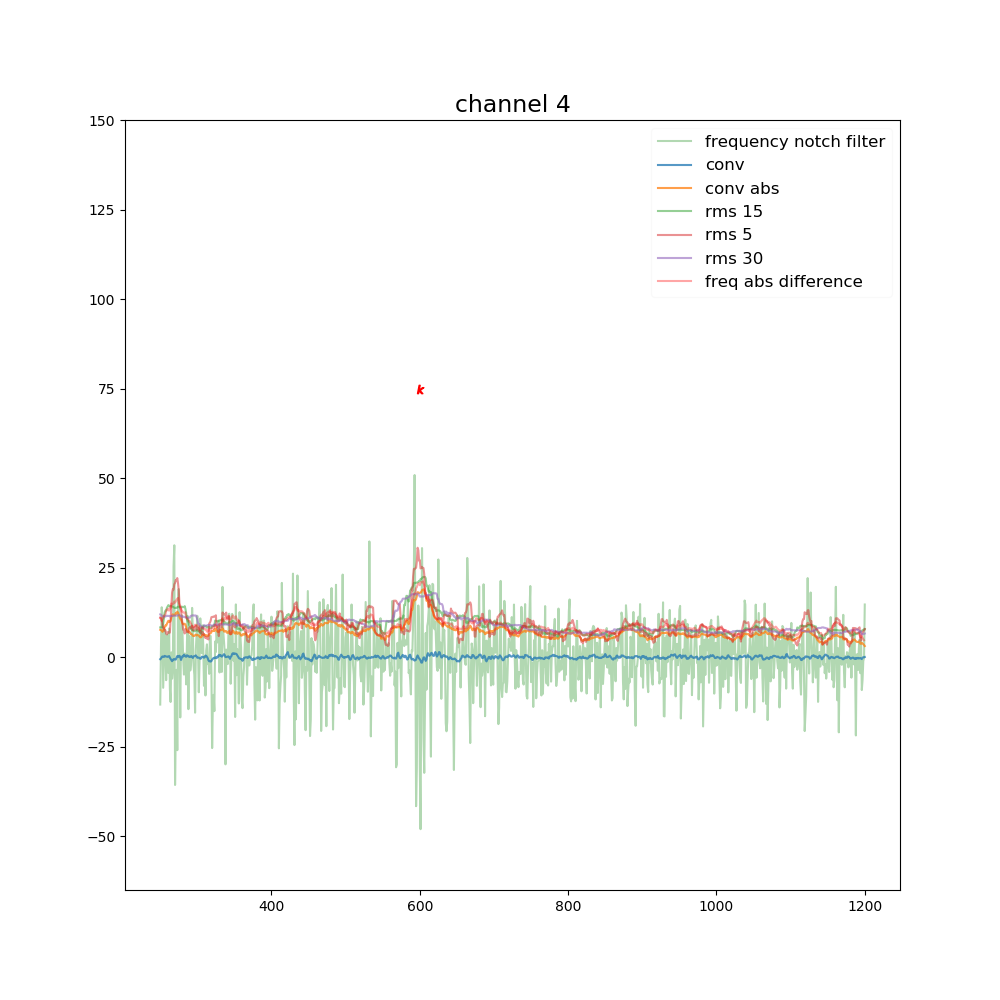 channel 4
150
125
100
75
50
25
0
−25
−50
frequency notch filter
conv
conv abs
rms 15
rms 5
rms 30
freq abs difference
k
400 600 800 1000 1200